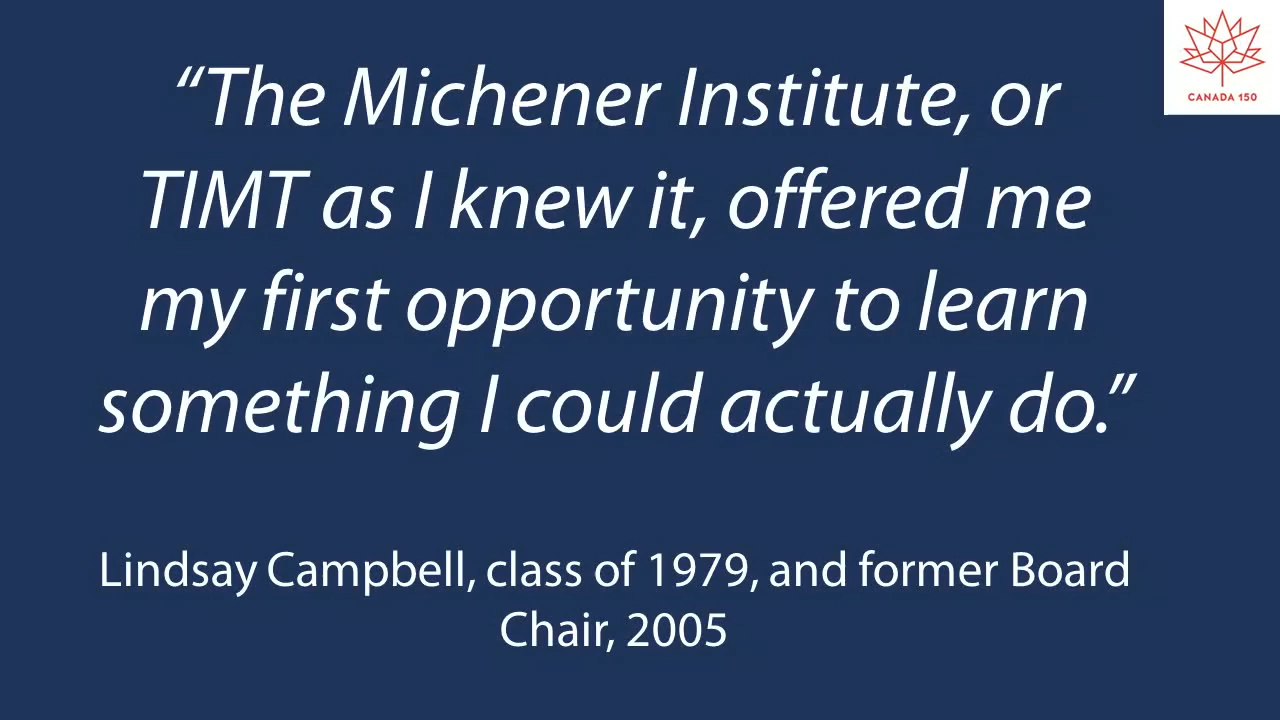 “The Michener Institute, or
TIMT as I knew it, offered me
my first opportunity to learn
something I could actually do.”
Lindsay Campbell, class of 1979, and former Board
Chair, 2005
CANADA 150